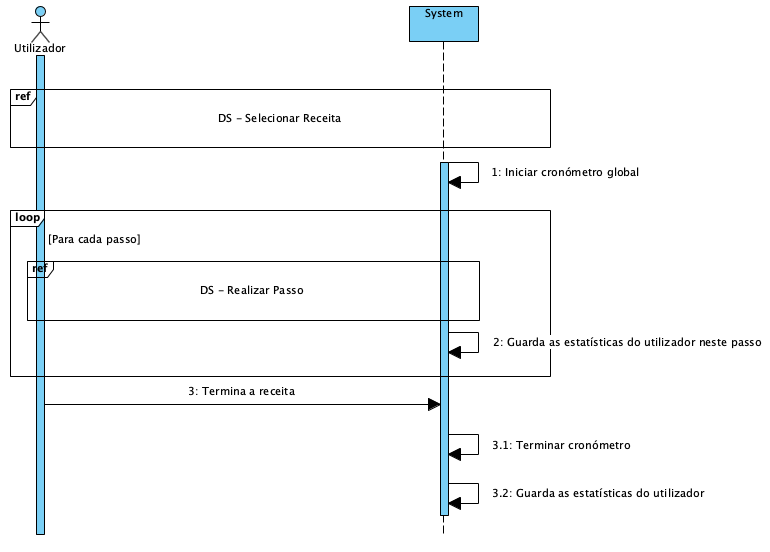 System
Utilizador
ref
DS - Selecionar Receita
1: Iniciar cronómetro global
loop
[Para cada passo]
ref
DS - Realizar Passo
2: Guarda as estatísticas do utilizador neste passo
3: Termina a receita
3.1: Terminar cronómetro
3.2: Guarda as estatísticas do utilizador